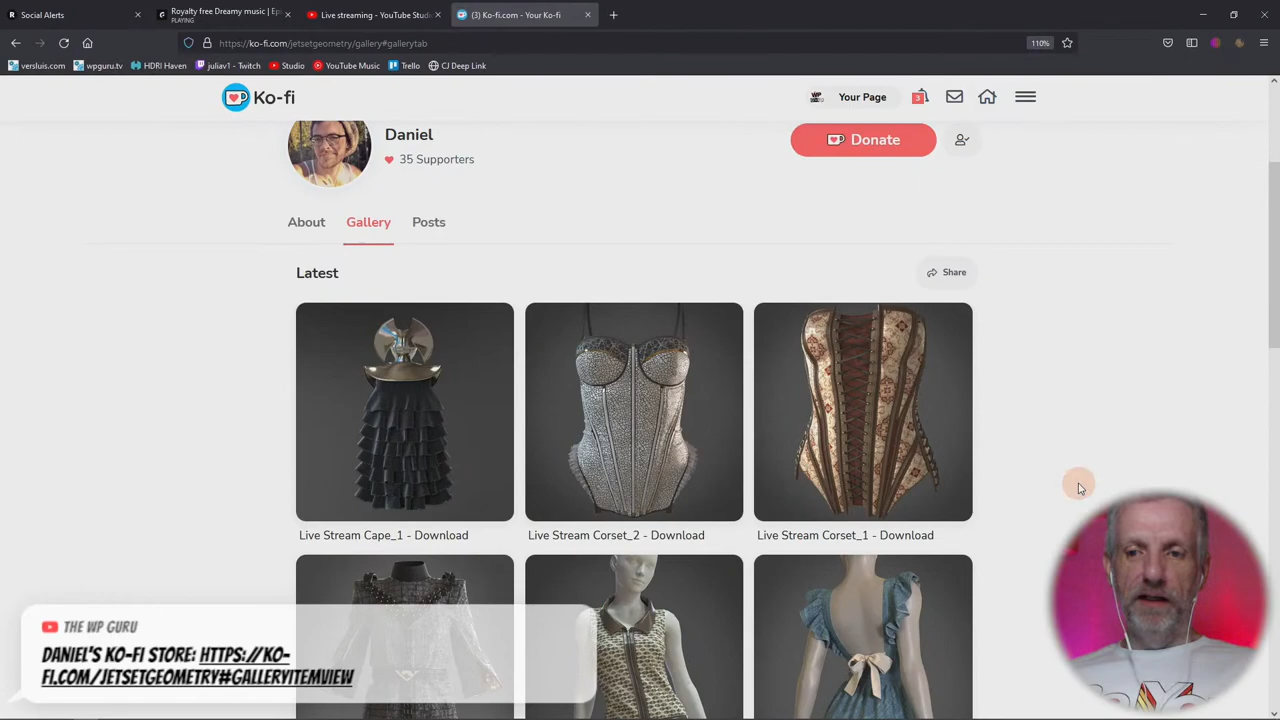 Social Alerts
Royalty free Dreamy music | Ep
PLAYING
Live streaming - YouTube Stud
(3) Ko-fi.com - Your Ko-fi
https://ko-fi.com/jetsetgeometry/gallery#gallerytab
110%
versluis.com
wpguru.tv
HDRI Haven
juliav1 - Twitch
Studio
YouTube Music
Trello
CJ Deep Link
Ko-fi
Your Page
3
Daniel
35 Supporters
Donate
About
Gallery
Posts
Latest
Share
Live Stream Cape_1 - Download
Live Stream Corset_2 - Download
Live Stream Corset_1 - Download
THE WP GURU
DANIEL'S KO-FI STORE: HTTPS://KO-
FI.COM/JETSETGEOMETRY#GALLERYITEMVIEW